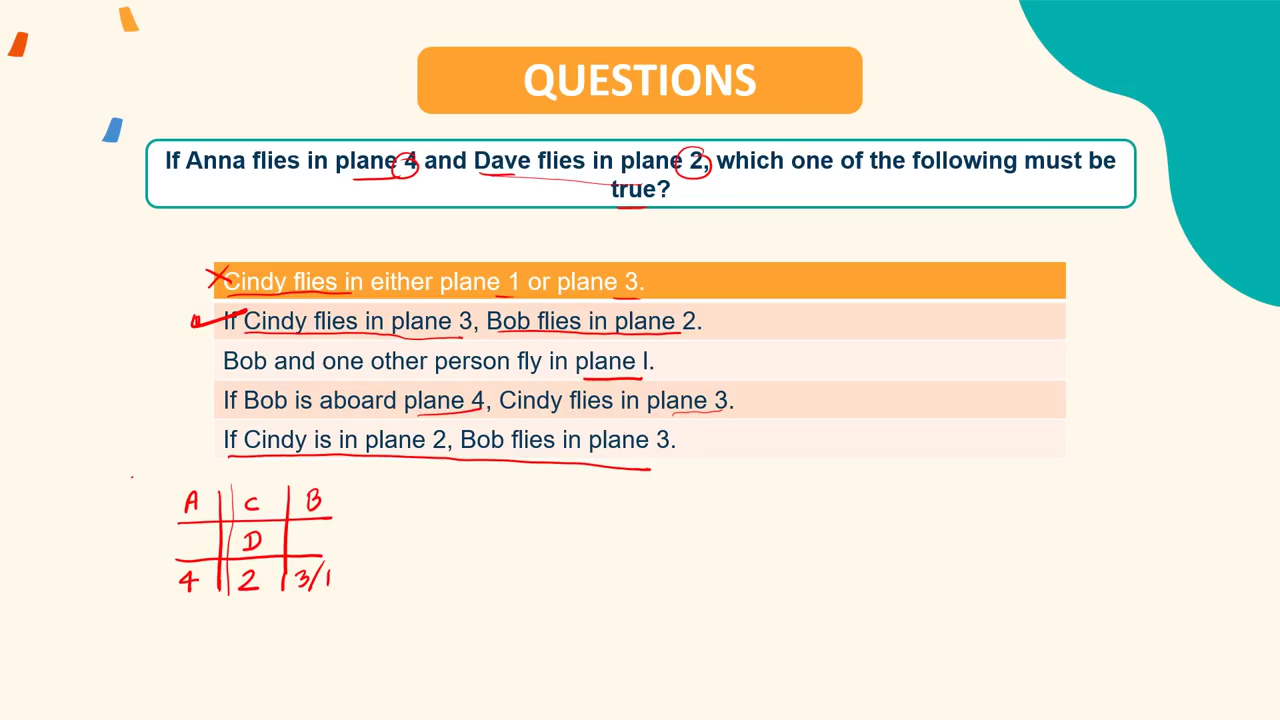 QUESTIONS
If Anna flies in plane 4 and Dave flies in plane 2, which one of the following must be
true?
Cindy flies in either plane 1 or plane 3.
If Cindy flies in plane 3, Bob flies in plane 2.
Bob and one other person fly in plane I.
If Bob is aboard plane 4, Cindy flies in plane 3.
If Cindy is in plane 2, Bob flies in plane 3.
A C B
D
4 2 3/1